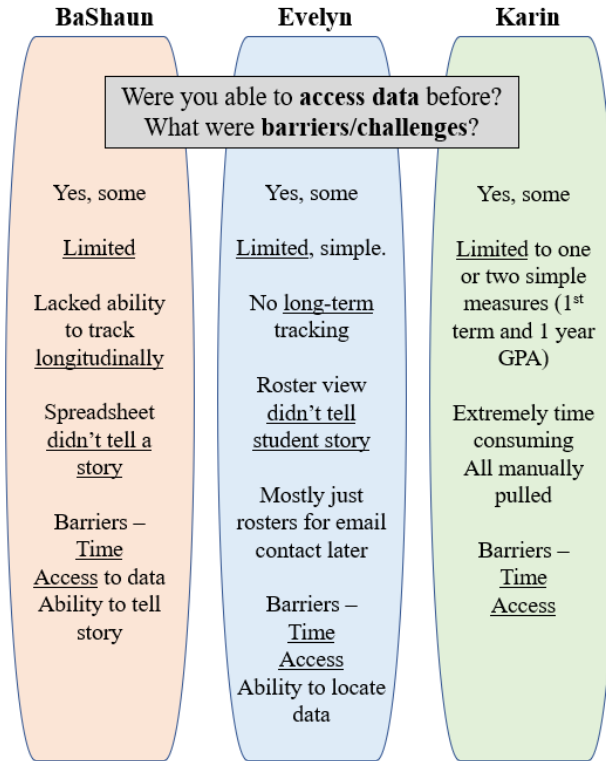 BaShaun
Evelyn
Karin
Were you able to access data before?
What were barriers/challenges?
Yes, some
Limited
Lacked ability
to track
longitudinally
Spreadsheet
didn’t tell a
story
Barriers –
Time
Access to data
Ability to tell
story
Yes, some
Limited, simple.
No long-term
tracking
Roster view
didn’t tell
student story
Mostly just
rosters for email
contact later
Barriers –
Time
Access
Ability to locate
data
Yes, some
Limited to one
or two simple
measures (1st
term and 1 year
GPA)
Extremely time
consuming
All manually
pulled
Barriers –
Time
Access